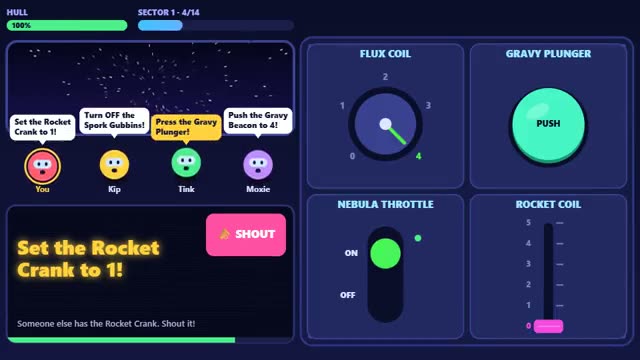 HULL
100%
SECTOR 1 - 4/14
Set the Rocket
Crank to 1!
Turn OFF the
Spork Gubbins!
Press the Gravy
Plunger!
Push the Gravy
Beacon to 4!
You
Kip
Tink
Moxie
Set the Rocket
Crank to 1!
SHOUT
Someone else has the Rocket Crank. Shout it!
FLUX COIL
0
1
2
3
4
GRAVY PLUNGER
PUSH
NEBULA THROTTLE
ON
OFF
ROCKET COIL
5
4
3
2
1
0